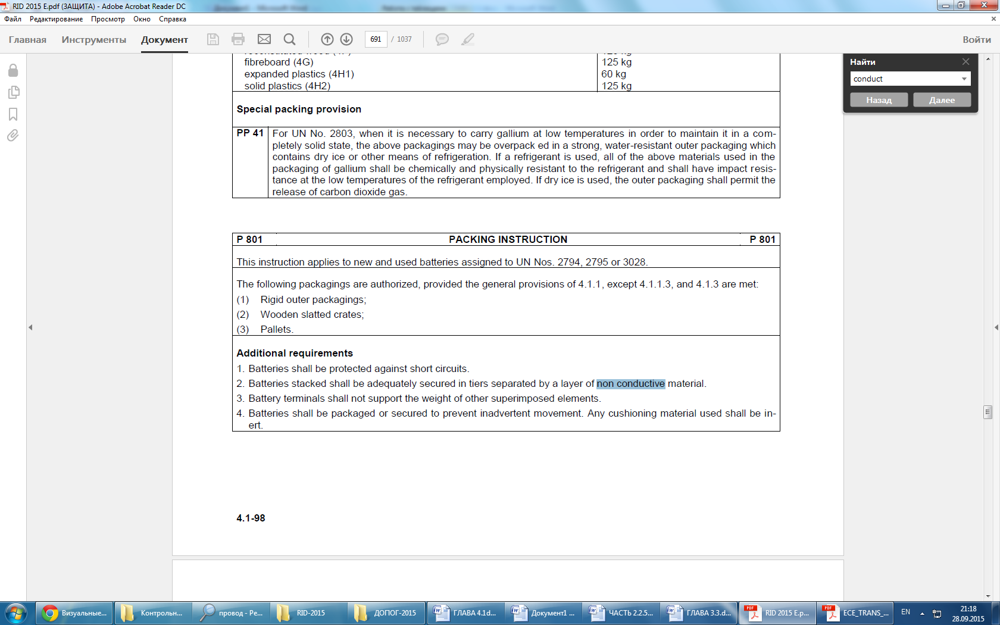 RID 2015 E.pdf (ЗАЩИТА) - Adobe Acrobat Reader DC
Файл Редактирование Просмотр Окно Справка
Главная Инструменты Документ 691 / 1037 Войти
Найти
conduct
Назад Далее
fibreboard (4G) 125 kg
expanded plastics (4H1) 60 kg
solid plastics (4H2) 125 kg
Special packing provision
PP 41 For UN No. 2803, when it is necessary to carry gallium at low temperatures in order to maintain it in a com-
pletely solid state, the above packagings may be overpack ed in a strong, water-resistant outer packaging which
contains dry ice or other means of refrigeration. If a refrigerant is used, all of the above materials used in the
packaging of gallium shall be chemically and physically resistant to the refrigerant and shall have impact resis-
tance at the low temperatures of the refrigerant employed. If dry ice is used, the outer packaging shall permit the
release of carbon dioxide gas.
P 801 PACKING INSTRUCTION P 801
This instruction applies to new and used batteries assigned to UN Nos. 2794, 2795 or 3028.
The following packagings are authorized, provided the general provisions of 4.1.1, except 4.1.1.3, and 4.1.3 are met:
(1) Rigid outer packagings;
(2) Wooden slatted crates;
(3) Pallets.
Additional requirements
1. Batteries shall be protected against short circuits.
2. Batteries stacked shall be adequately secured in tiers separated by a layer of non conductive material.
3. Battery terminals shall not support the weight of other superimposed elements.
4. Batteries shall be packaged or secured to prevent inadvertent movement. Any cushioning material used shall be in-
ert.
4.1-98
Визуальные... Контрольн... провод - Ре... RID-2015 ДОПОГ-2015 ГЛАВА 4.1d... Документ1 ... ЧАСТЬ 2.2.5... ГЛАВА 3.3.d... RID 2015 E.p... ECE_TRANS_... EN 21:18
28.09.2015